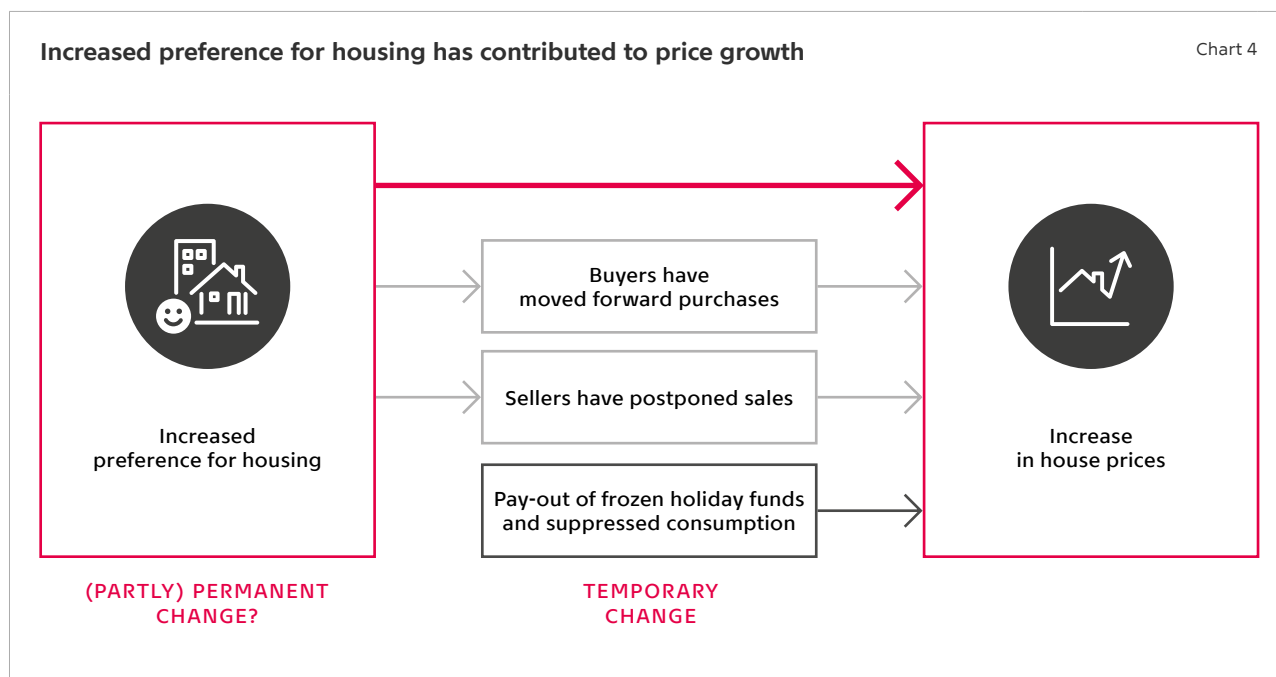 Increased preference for housing has contributed to price growth
Chart 4
Buyers have
moved forward purchases
Sellers have postponed sales
Increased
preference for housing
Increase
in house prices
Pay-out of frozen holiday funds
and suppressed consumption
(PARTLY) PERMANENT
CHANGE?
TEMPORARY
CHANGE